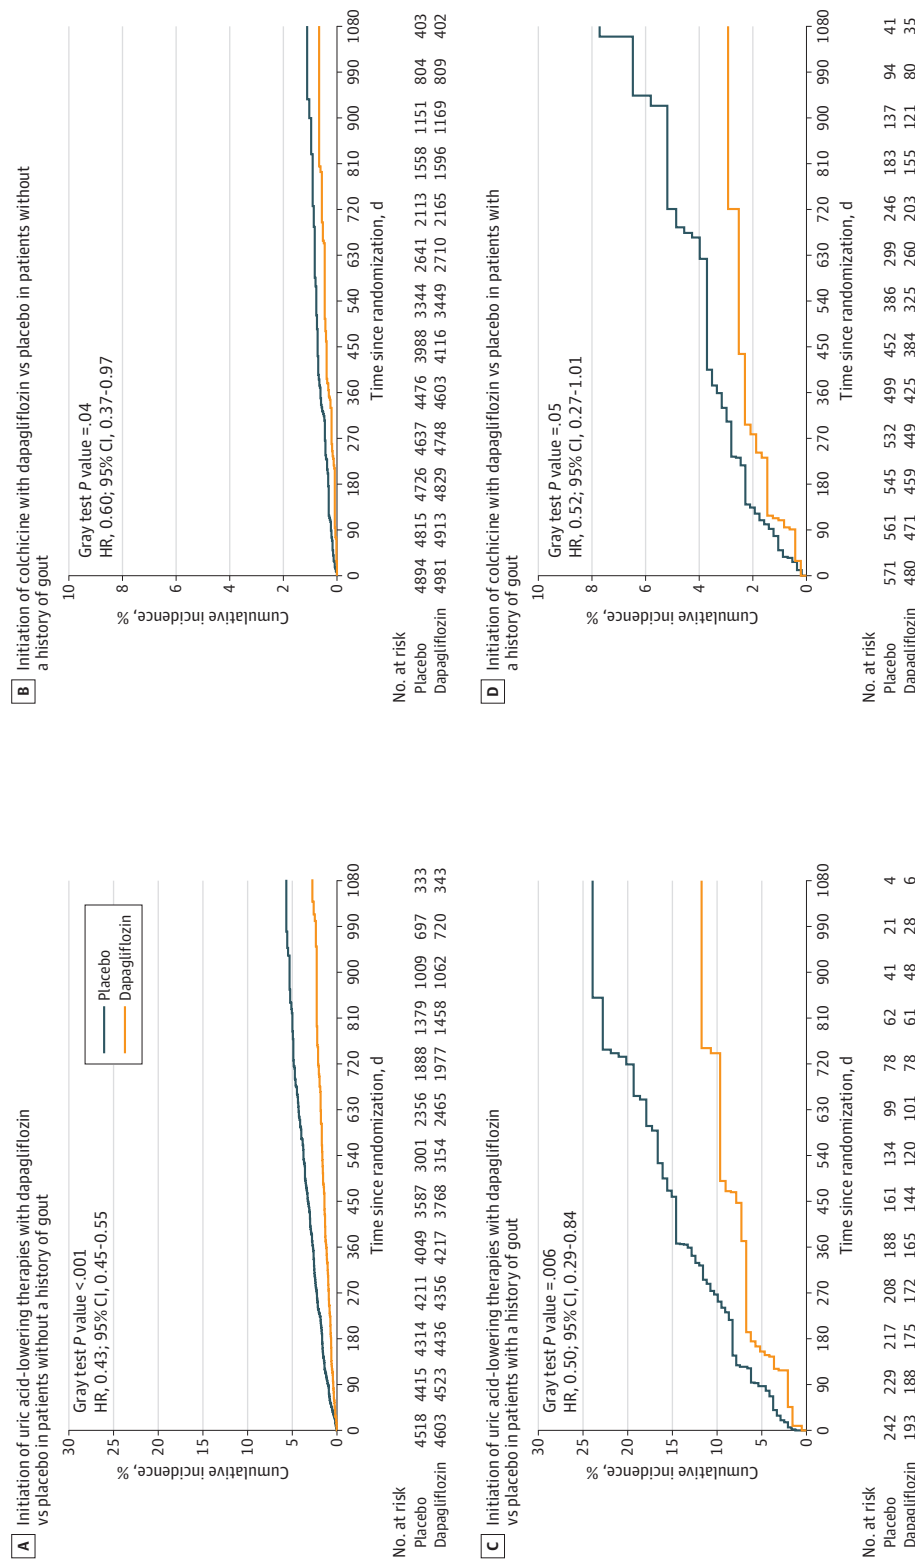 A Initiation of uric acid-lowering therapies with dapagliflozin
vs placebo in patients without a history of gout
30
25
20
15
10
5
0
Cumulative incidence, %
Gray test P value <.001
HR, 0.43; 95% CI, 0.45-0.55
Placebo
Dapagliflozin
0 90 180 270 360 450 540 630 720 810 900 990 1080
Time since randomization, d
No. at risk
Placebo 4518 4415 4314 4211 4049 3587 3001 2356 1888 1379 1009 697 333
Dapagliflozin 4603 4523 4436 4356 4217 3768 3154 2465 1977 1458 1062 720 343
B Initiation of colchicine with dapagliflozin vs placebo in patients without
a history of gout
10
8
6
4
2
0
Cumulative incidence, %
Gray test P value =.04
HR, 0.60; 95% CI, 0.37-0.97
0 90 180 270 360 450 540 630 720 810 900 990 1080
Time since randomization, d
No. at risk
Placebo 4894 4815 4726 4637 4476 3988 3344 2641 2113 1558 1151 804 403
Dapagliflozin 4981 4913 4829 4748 4603 4116 3449 2710 2165 1596 1169 809 402
C Initiation of uric acid-lowering therapies with dapagliflozin
vs placebo in patients with a history of gout
30
25
20
15
10
5
0
Cumulative incidence, %
Gray test P value =.006
HR, 0.50; 95% CI, 0.29-0.84
0 90 180 270 360 450 540 630 720 810 900 990 1080
Time since randomization, d
No. at risk
Placebo 242 229 217 208 188 161 134 99 78 62 41 21 4
Dapagliflozin 193 188 175 172 165 144 120 101 78 61 48 28 6
D Initiation of colchicine with dapagliflozin vs placebo in patients with
a history of gout
10
8
6
4
2
0
Cumulative incidence, %
Gray test P value =.05
HR, 0.52; 95% CI, 0.27-1.01
0 90 180 270 360 450 540 630 720 810 900 990 1080
Time since randomization, d
No. at risk
Placebo 571 561 545 532 499 452 386 299 246 183 137 94 41
Dapagliflozin 480 471 459 449 425 384 325 260 203 155 121 80 35